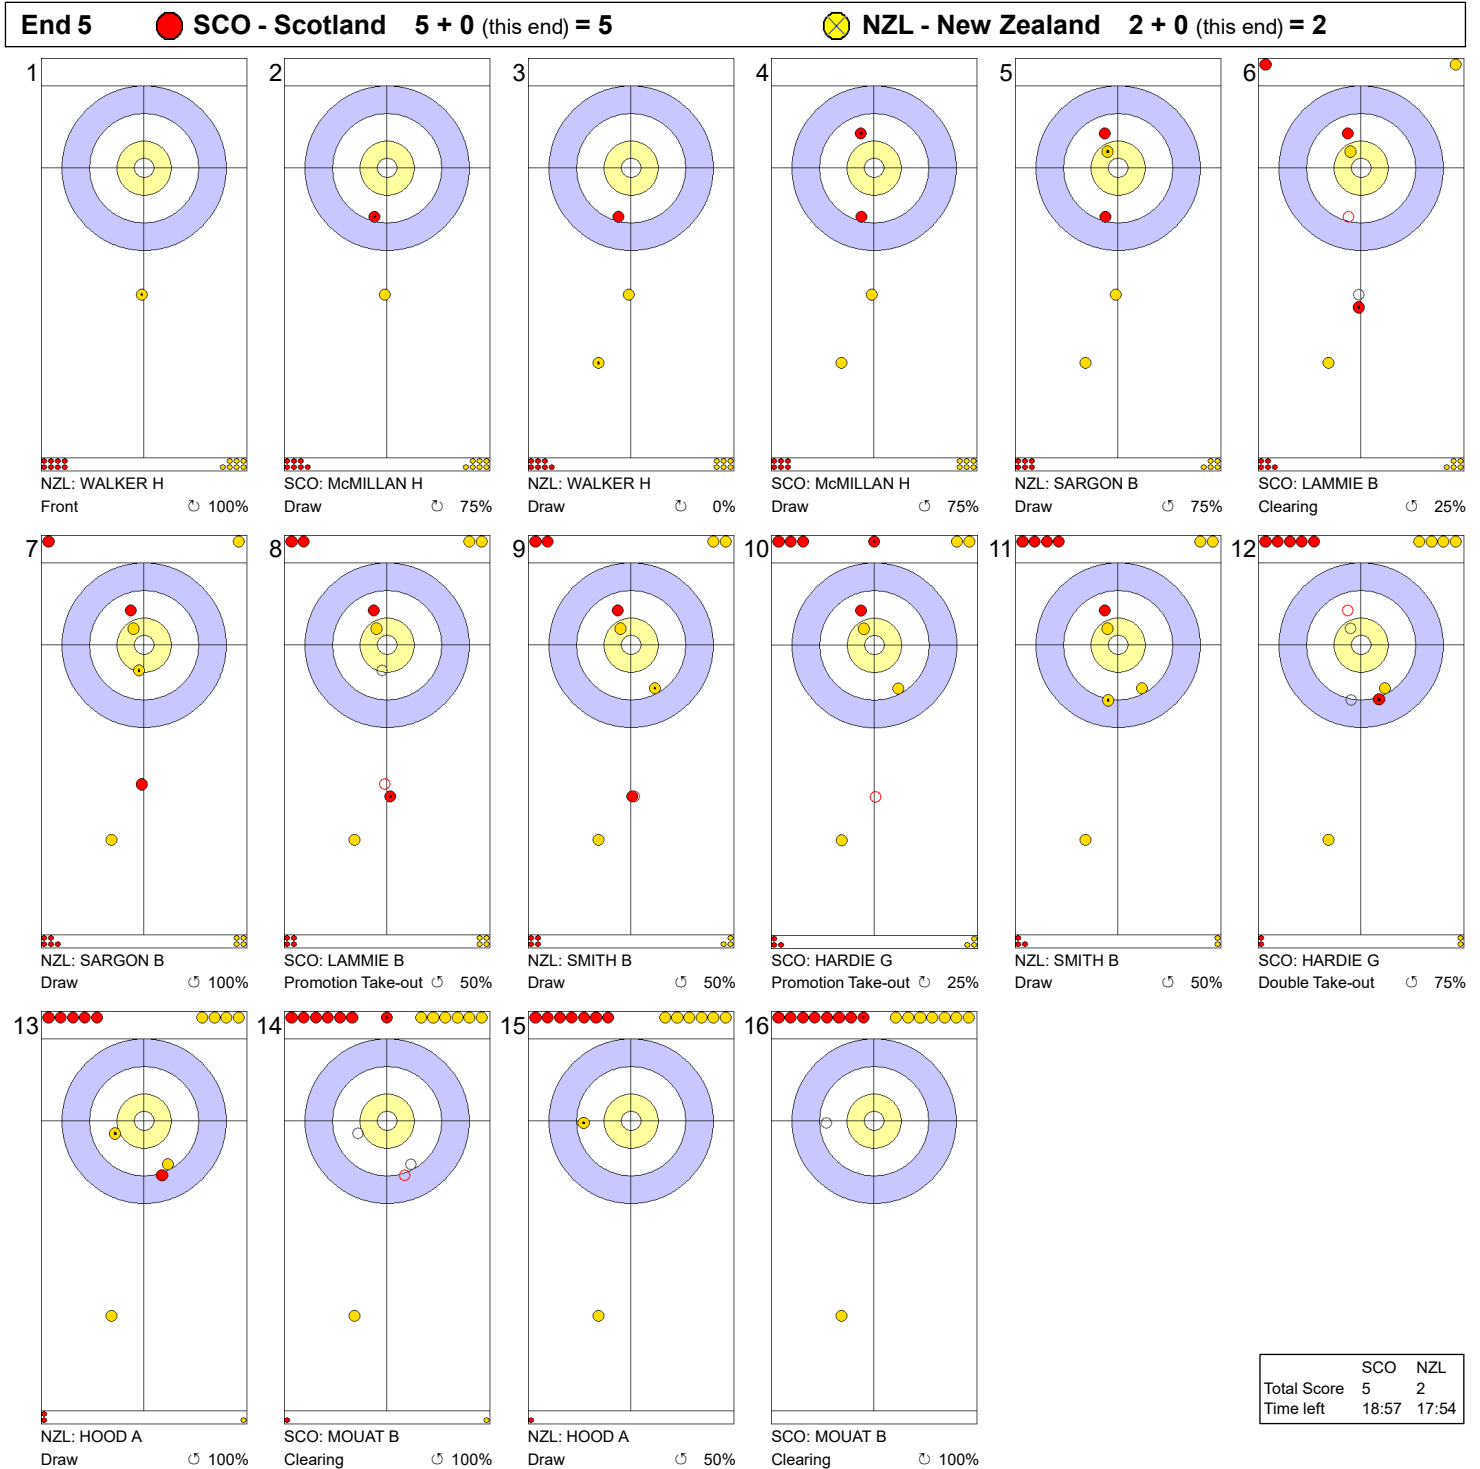 End 5 SCO - Scotland 5 + 0 (this end) = 5 NZL - New Zealand 2 + 0 (this end) = 2
1 2 3 4 5 6
NZL: WALKER H SCO: McMILLAN H NZL: WALKER H SCO: McMILLAN H NZL: SARGON B SCO: LAMMIE B
Front ↻ 100% Draw ↻ 75% Draw ↻ 0% Draw ↺ 75% Draw ↺ 75% Clearing ↺ 25%
7 8 9 10 11 12
NZL: SARGON B SCO: LAMMIE B NZL: SMITH B SCO: HARDIE G NZL: SMITH B SCO: HARDIE G
Draw ↺ 100% Promotion Take-out ↺ 50% Draw ↺ 50% Promotion Take-out ↻ 25% Draw ↺ 50% Double Take-out ↺ 75%
13 14 15 16
NZL: HOOD A SCO: MOUAT B NZL: HOOD A SCO: MOUAT B
Draw ↺ 100% Clearing ↺ 100% Draw ↺ 50% Clearing ↻ 100%
SCO NZL
Total Score 5 2
Time left 18:57 17:54